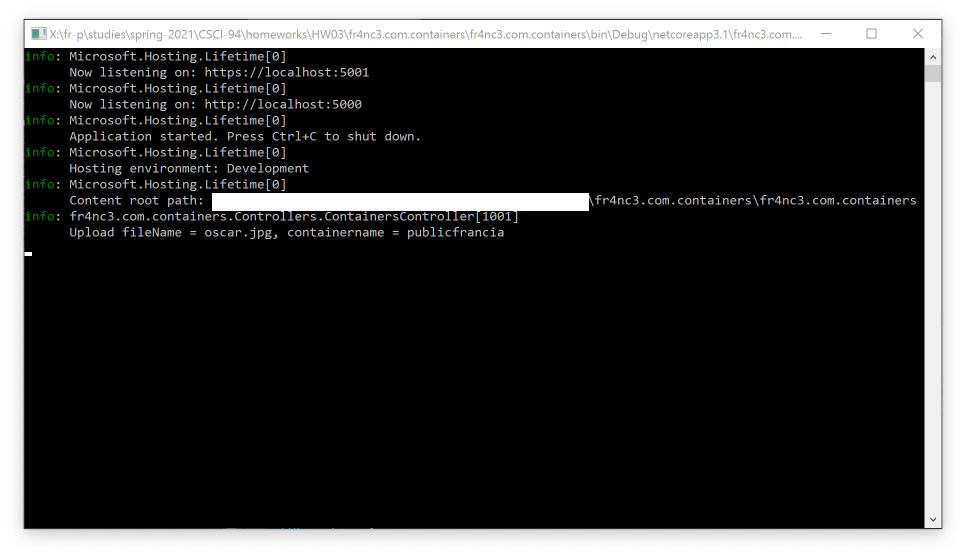 X:\fr-p\studies\spring-2021\CSCI-94\homeworks\HW03\fr4nc3.com.containers\fr4nc3.com.containers\bin\Debug\netcoreapp3.1\fr4nc3.com....
info: Microsoft.Hosting.Lifetime[0]
      Now listening on: https://localhost:5001
info: Microsoft.Hosting.Lifetime[0]
      Now listening on: http://localhost:5000
info: Microsoft.Hosting.Lifetime[0]
      Application started. Press Ctrl+C to shut down.
info: Microsoft.Hosting.Lifetime[0]
      Hosting environment: Development
info: Microsoft.Hosting.Lifetime[0]
      Content root path: \fr4nc3.com.containers\fr4nc3.com.containers
info: fr4nc3.com.containers.Controllers.ContainersController[1001]
      Upload fileName = oscar.jpg, containername = publicfrancia